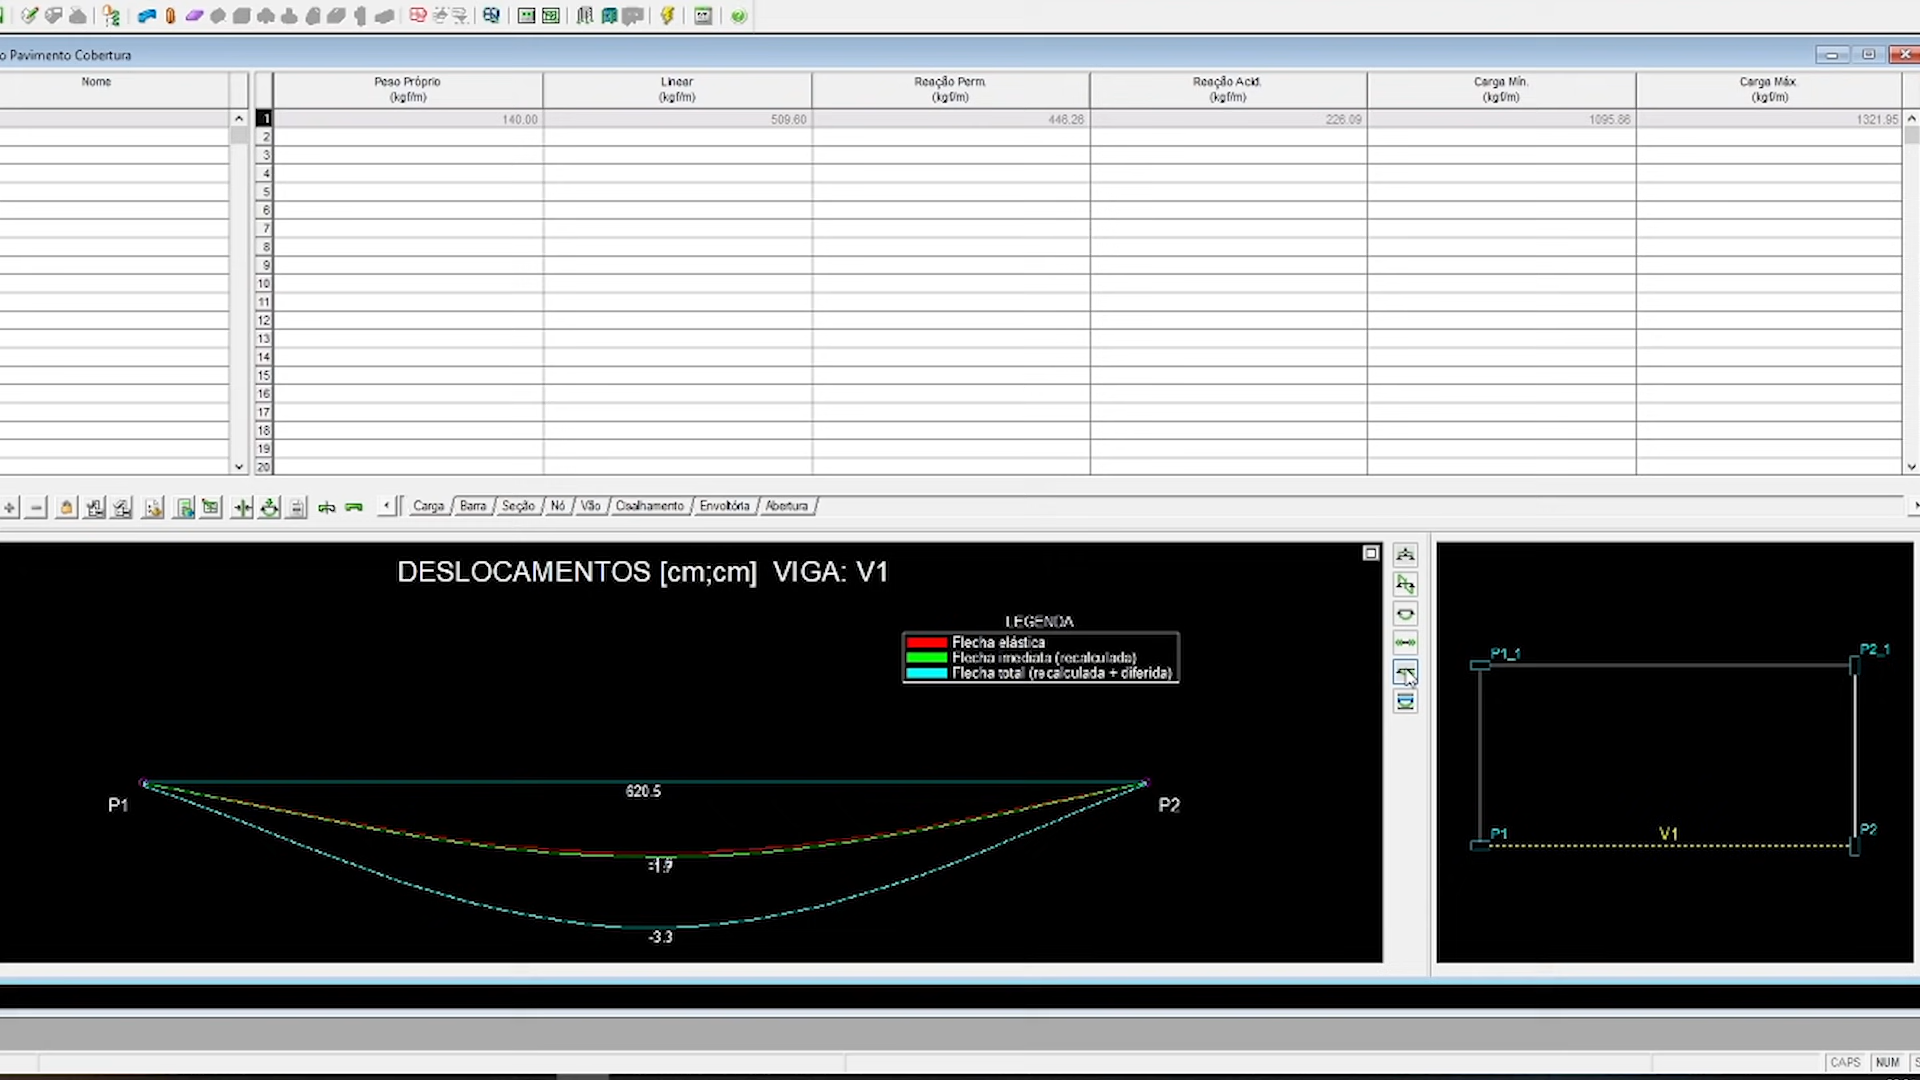 o Pavimento Cobertura
Nome
Peso Próprio
(kgf/m)
Linear
(kgf/m)
Reação Perm.
(kgf/m)
Reação Acid.
(kgf/m)
Carga Mín.
(kgf/m)
Carga Máx.
(kgf/m)
1 140.00 509.60 446.26 226.09 1095.86 1321.95
2
3
4
5
6
7
8
9
10
11
12
13
14
15
16
17
18
19
20
Carga Barra Seção Nó Vão Cisalhamento Envoltória Abertura
DESLOCAMENTOS [cm;cm] VIGA: V1
LEGENDA
Flecha elástica
Flecha imediata (recalculada)
Flecha total (recalculada + diferida)
620.5
P1
P2
-3.3
P1_1
P2_1
P1
V1
P2
CAPS NUM